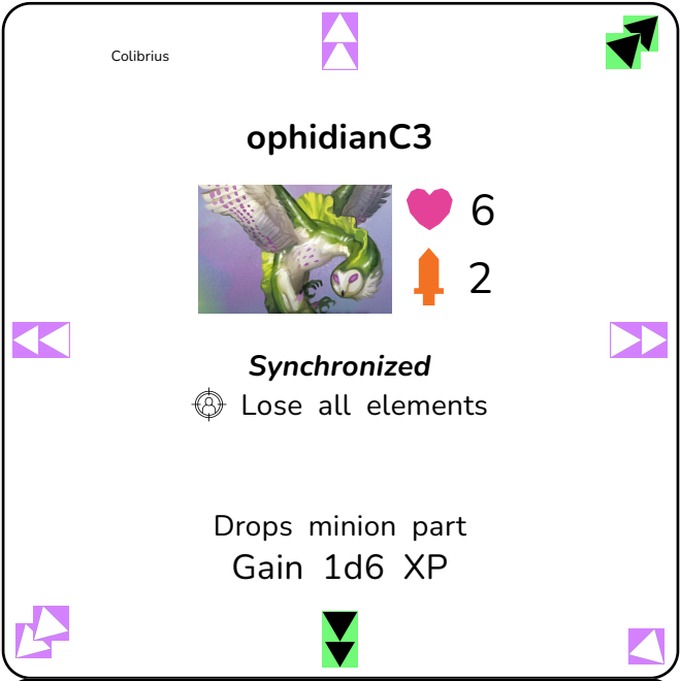 Colibrius
ophidianC3
6
2
Synchronized
Lose all elements
Drops minion part
Gain 1d6 XP